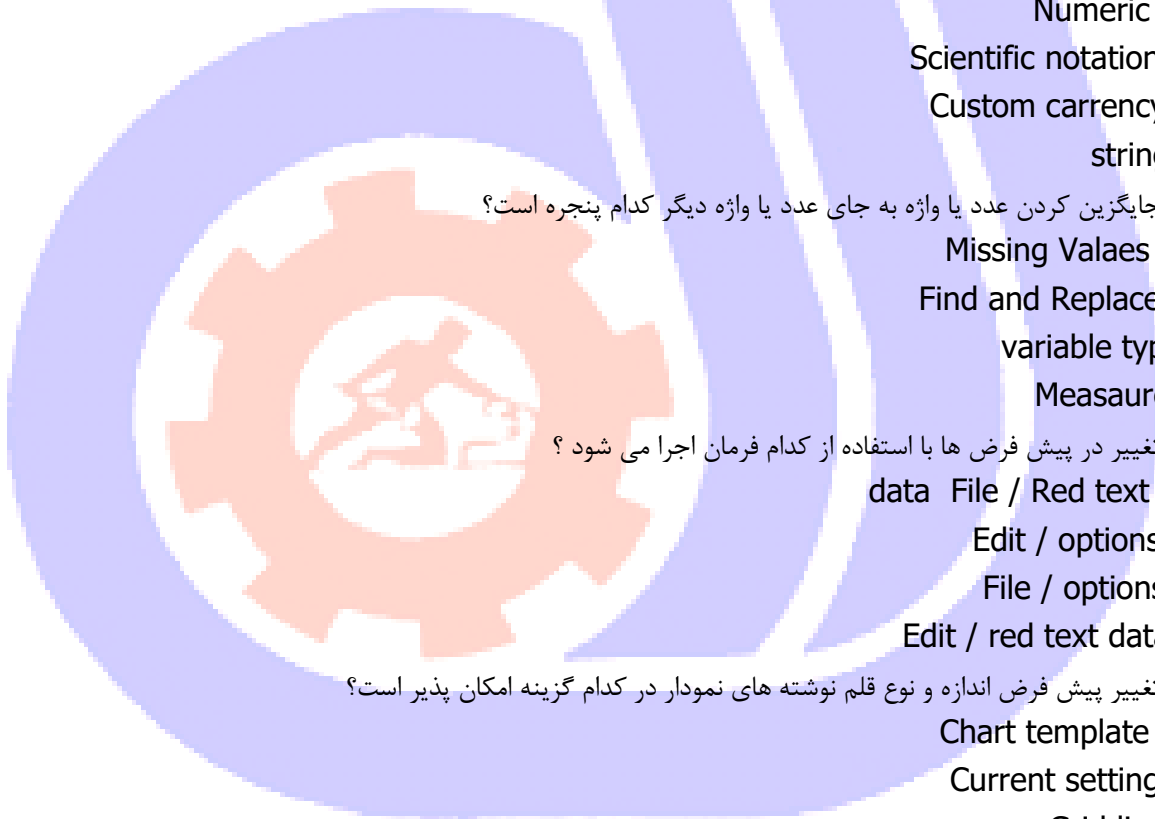 Numeric
Scientific notation
Custom carrency
string
جایگزین کردن عدد یا واژه به جای عدد یا واژه دیگر کدام پنجره است؟
Missing Valaes
Find and Replace
variable typ
Measaure
تغییر در پیش فرض ها با استفاده از کدام فرمان اجرا می شود ؟
data File / Red text
Edit / options
File / options
Edit / red text data
تغییر پیش فرض اندازه و نوع قلم نوشته های نمودار در کدام گزینه امکان پذیر است؟
Chart template
Current setting